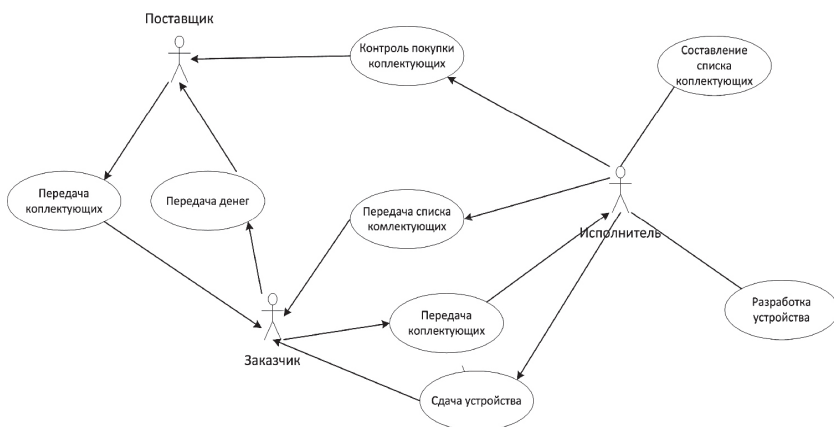 Поставщик
Контроль покупки
коплектующих
Составление
списка
коплектующих
Передача
коплектующих
Передача денег
Передача списка
комлектующих
Исполнитель
Передача
коплектующих
Разработка
устройства
Заказчик
Сдача устройства